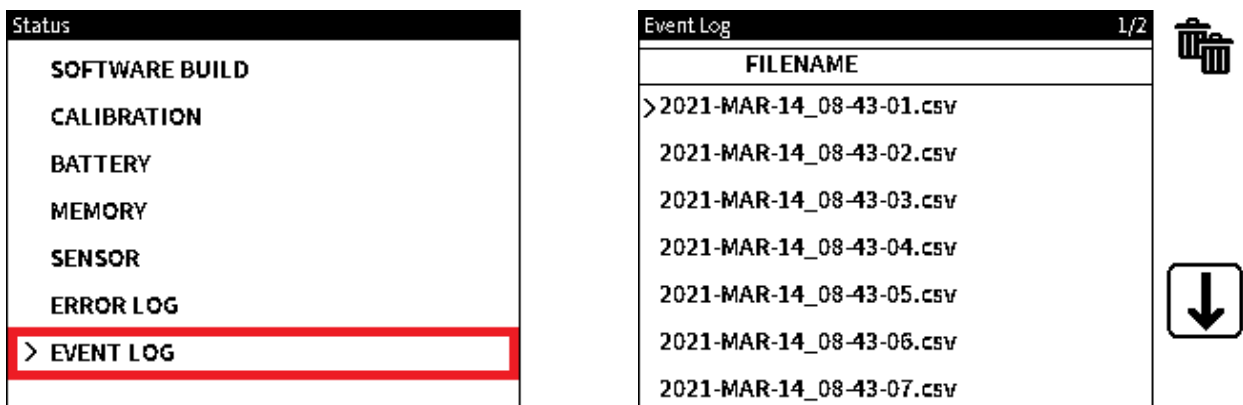 Status
SOFTWARE BUILD
CALIBRATION
BATTERY
MEMORY
SENSOR
ERROR LOG
> EVENT LOG
Event Log 1/2
FILENAME
>2021-MAR-14_08-43-01.csv
2021-MAR-14_08-43-02.csv
2021-MAR-14_08-43-03.csv
2021-MAR-14_08-43-04.csv
2021-MAR-14_08-43-05.csv
2021-MAR-14_08-43-06.csv
2021-MAR-14_08-43-07.csv